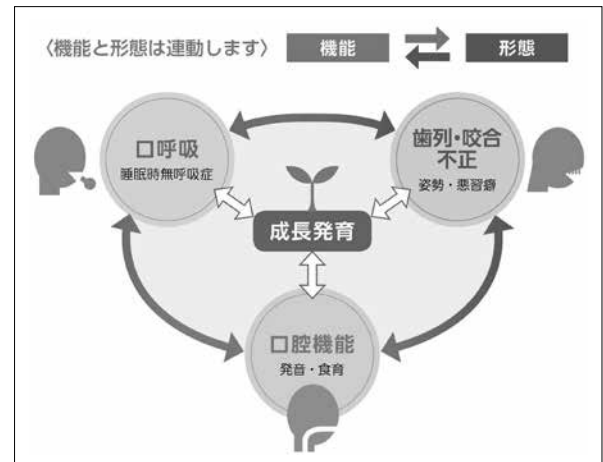 〈機能と形態は連動します〉 機能 形態
口呼吸
睡眠時無呼吸症
歯列・咬合
不正
姿勢・悪習癖
成長発育
口腔機能
発音・食育